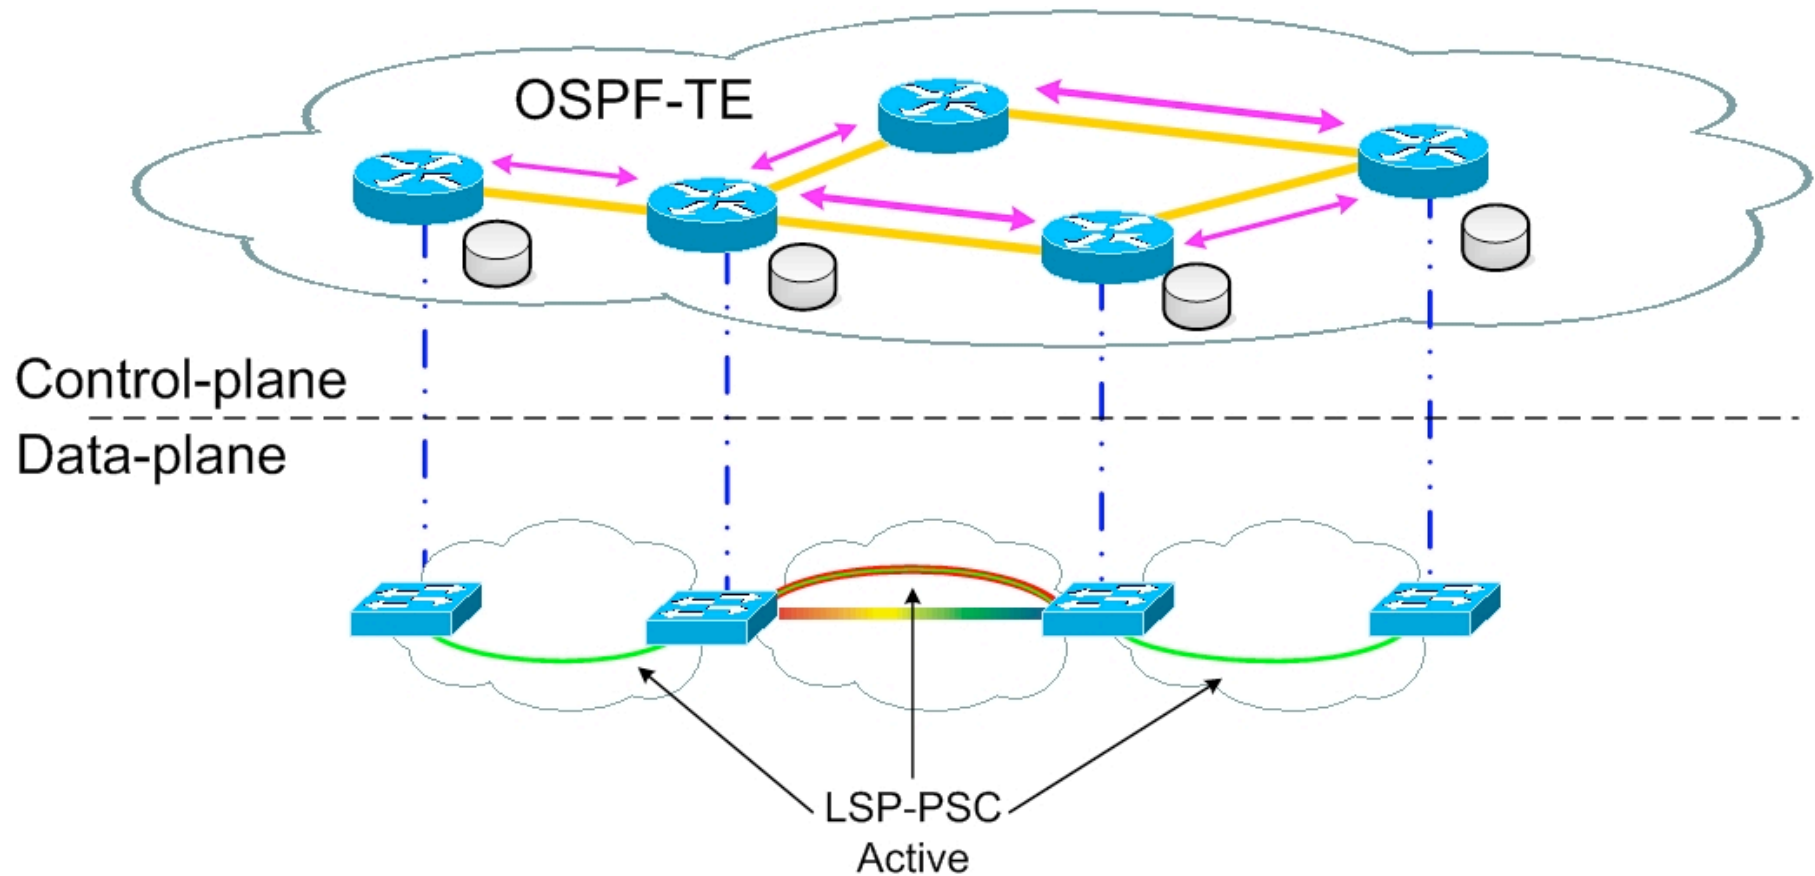 OSPF-TE
Control-plane
Data-plane
LSP-PSC
Active